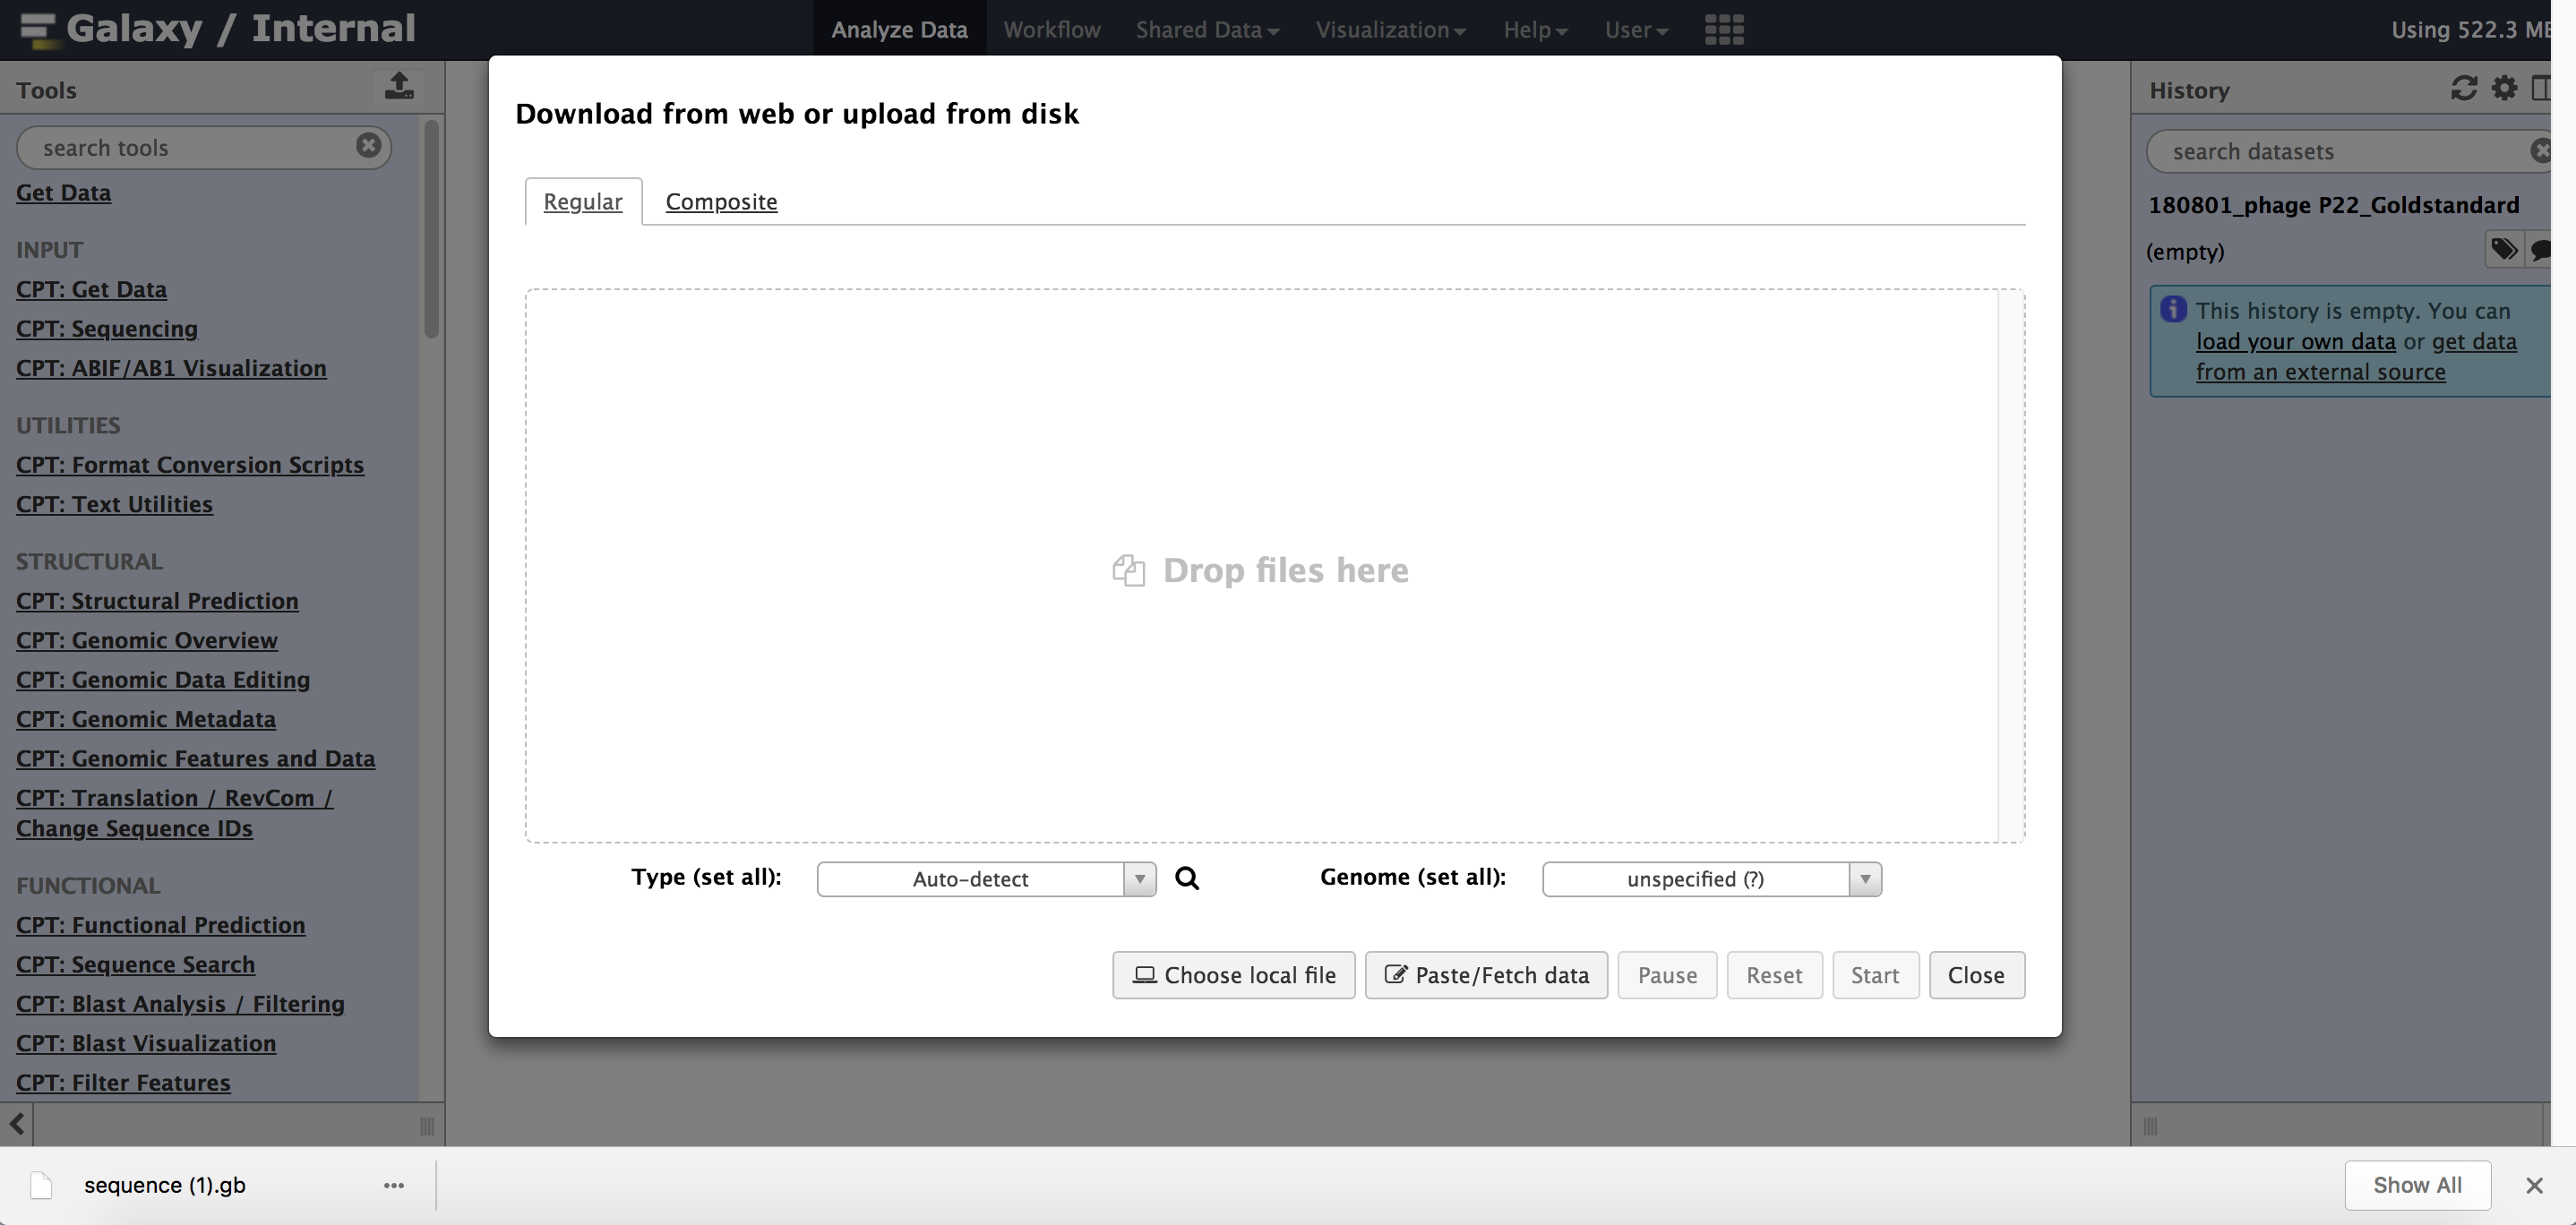 Galaxy / Internal
Analyze Data
Workflow
Shared Data
Visualization
Help
User
Using 522.3 MB
Tools
search tools
Get Data
INPUT
CPT: Get Data
CPT: Sequencing
CPT: ABIF/AB1 Visualization
UTILITIES
CPT: Format Conversion Scripts
CPT: Text Utilities
STRUCTURAL
CPT: Structural Prediction
CPT: Genomic Overview
CPT: Genomic Data Editing
CPT: Genomic Metadata
CPT: Genomic Features and Data
CPT: Translation / RevCom /
Change Sequence IDs
FUNCTIONAL
CPT: Functional Prediction
CPT: Sequence Search
CPT: Blast Analysis / Filtering
CPT: Blast Visualization
CPT: Filter Features
Download from web or upload from disk
Regular
Composite
Drop files here
Type (set all):
Auto-detect
Genome (set all):
unspecified (?)
Choose local file
Paste/Fetch data
Pause
Reset
Start
Close
History
search datasets
180801_phage P22_Goldstandard
(empty)
This history is empty. You can
load your own data or get data
from an external source
sequence (1).gb
Show All